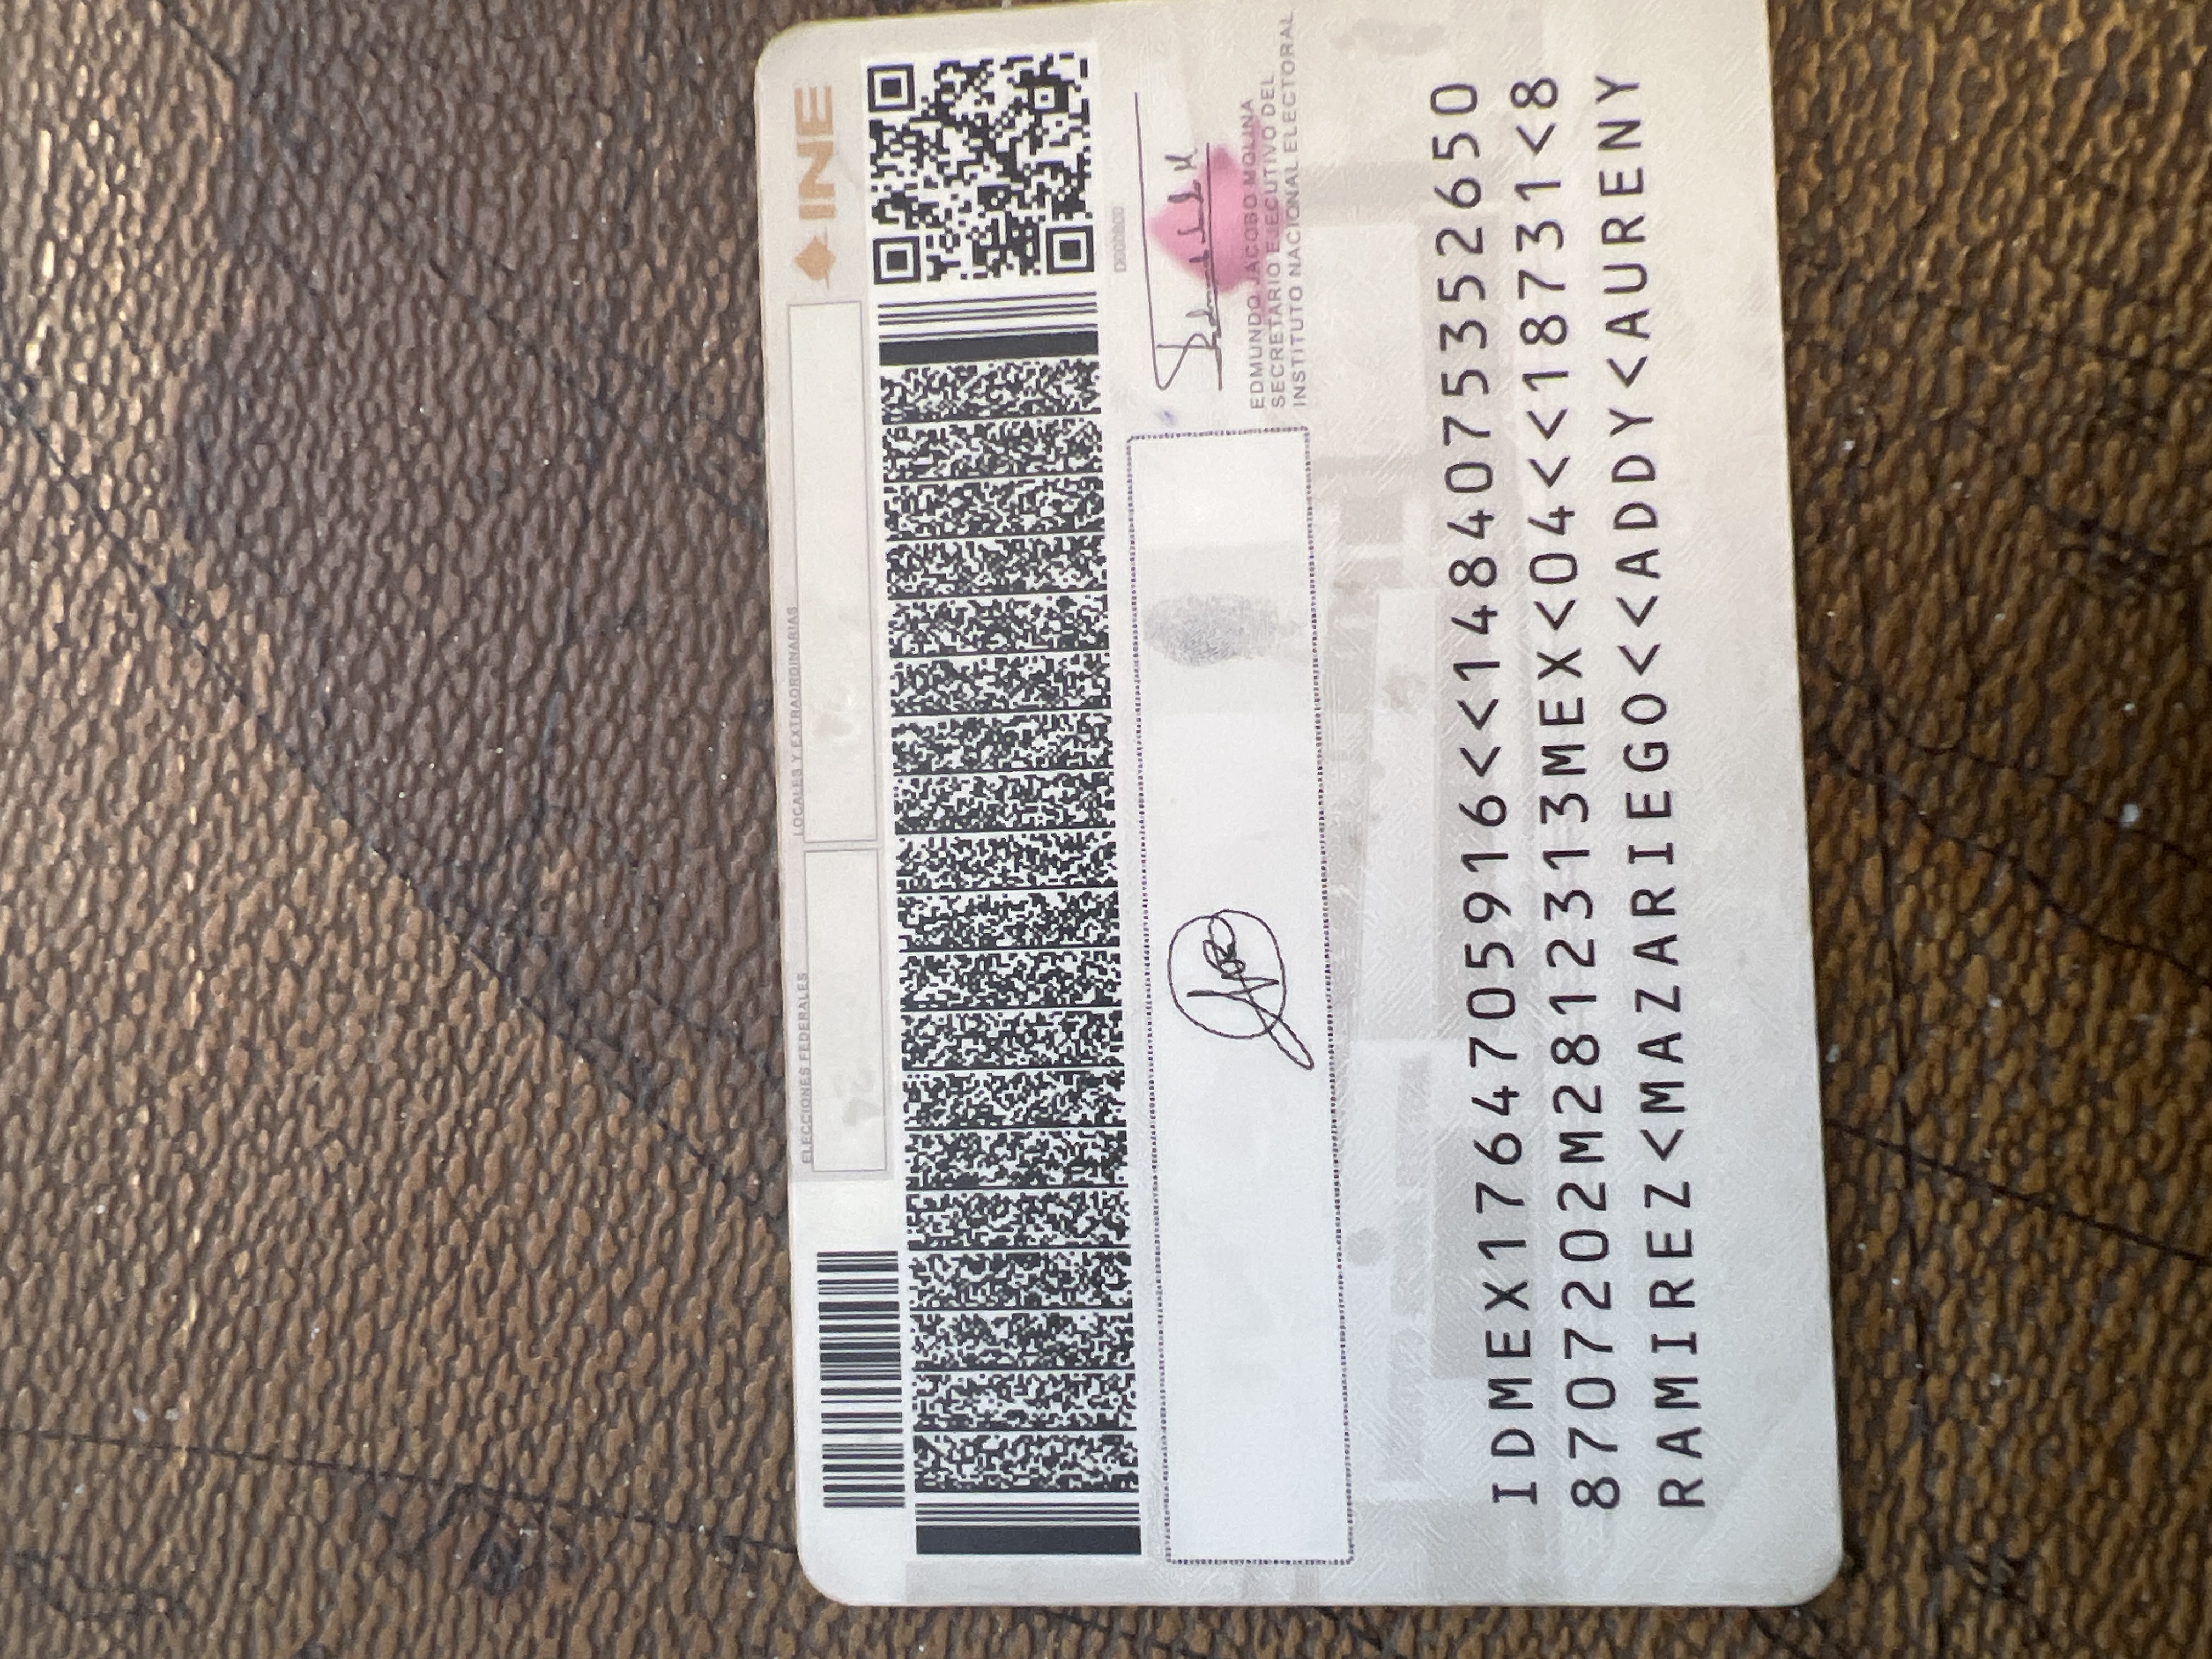 ELECCIONES FEDERALES
LOCALES Y EXTRAORDINARIAS
INE
24
EDMUNDO JACOBO MOLINA
SECRETARIO EJECUTIVO DEL
INSTITUTO NACIONAL ELECTORAL
IDMEX1764705916<<1484075352650
8707202M2812313MEX<04<<18731<8
RAMIREZ<MAZARIEGO<<ADDY<AURENY